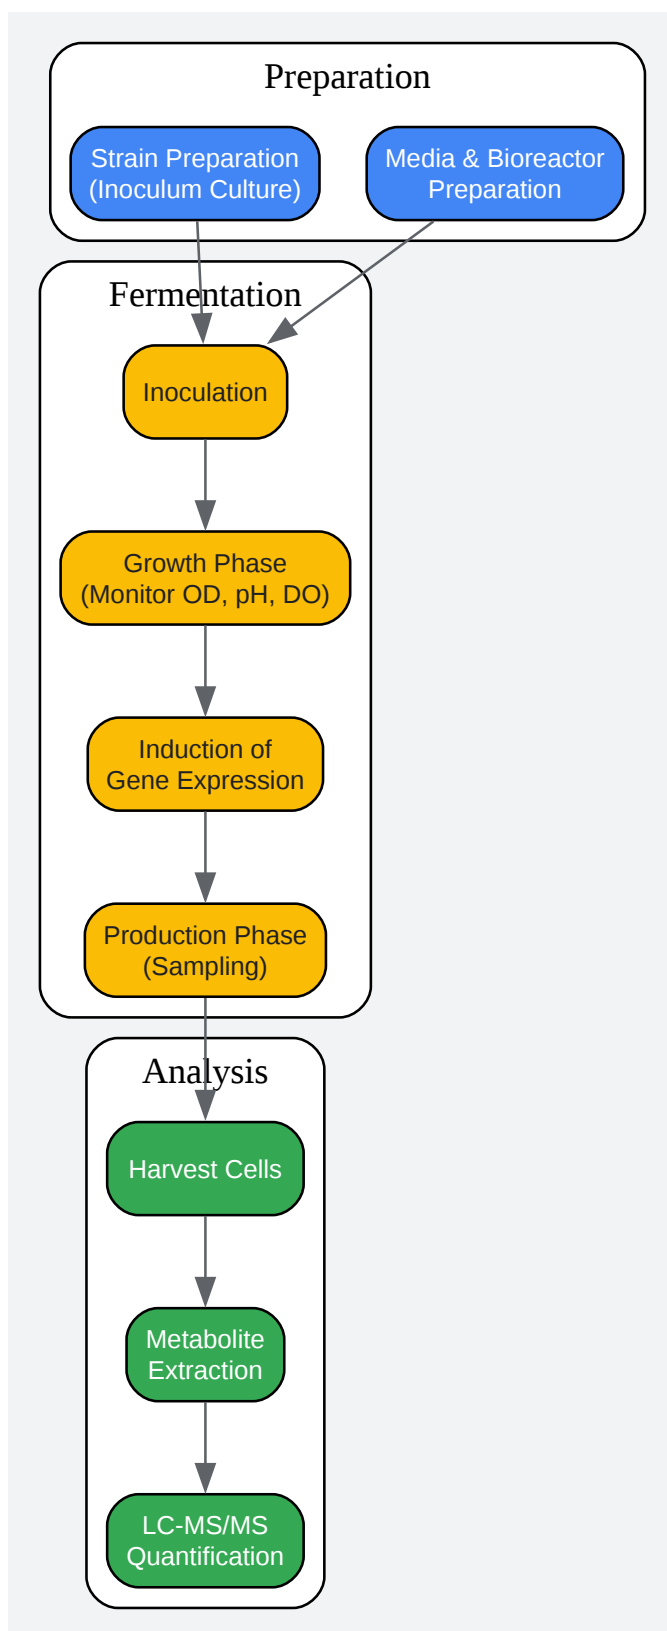 Preparation
Strain Preparation
(Inoculum Culture)
Media & Bioreactor
Preparation
Fermentation
Inoculation
Growth Phase
(Monitor OD, pH, DO)
Induction of
Gene Expression
Production Phase
(Sampling)
Analysis
Harvest Cells
Metabolite
Extraction
LC-MS/MS
Quantification